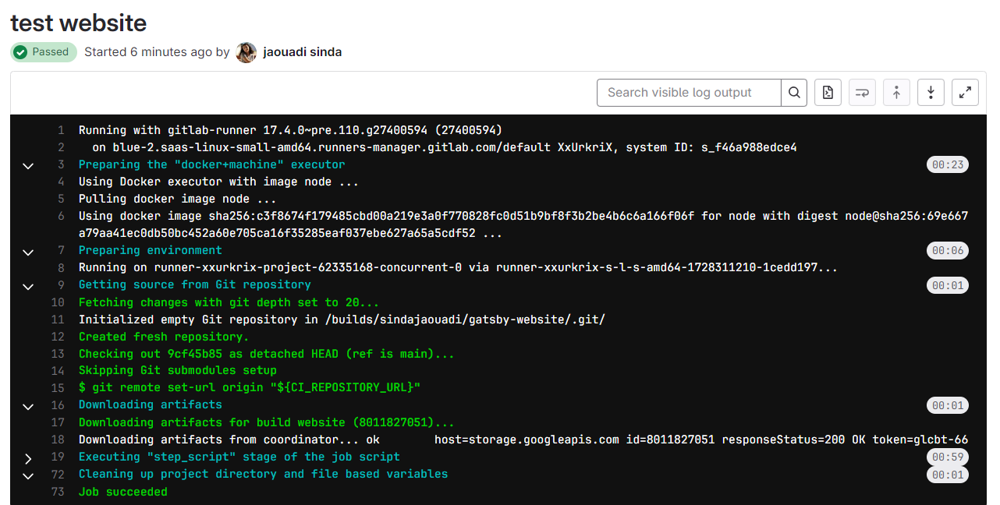 test website
Passed Started 6 minutes ago by jaouadi sinda
Search visible log output
1 Running with gitlab-runner 17.4.0~pre.110.g27400594 (27400594)
2 on blue-2.saas-linux-small-amd64.runners-manager.gitlab.com/default XxUrkriX, system ID: s_f46a988edce4
3 Preparing the "docker+machine" executor 00:23
4 Using Docker executor with image node ...
5 Pulling docker image node ...
6 Using docker image sha256:c3f8674f179485cbd00a219e3a0f770828fc0d51b9bf8f3b2be4b6c6a166f06f for node with digest node@sha256:69e667
a79aa41ec0db50bc452a60e705ca16f35285eaf037ebe627a65a5cdf52 ...
7 Preparing environment 00:06
8 Running on runner-xxurkrix-project-62335168-concurrent-0 via runner-xxurkrix-s-l-s-amd64-1728311210-1cedd197...
9 Getting source from Git repository 00:01
10 Fetching changes with git depth set to 20...
11 Initialized empty Git repository in /builds/sindajaouadi/gatsby-website/.git/
12 Created fresh repository.
13 Checking out 9cf45b85 as detached HEAD (ref is main)...
14 Skipping Git submodules setup
15 $ git remote set-url origin "${CI_REPOSITORY_URL}"
16 Downloading artifacts 00:01
17 Downloading artifacts for build website (8011827051)...
18 Downloading artifacts from coordinator... ok host=storage.googleapis.com id=8011827051 responseStatus=200 OK token=glcbt-66
19 Executing "step_script" stage of the job script 00:59
72 Cleaning up project directory and file based variables 00:01
73 Job succeeded